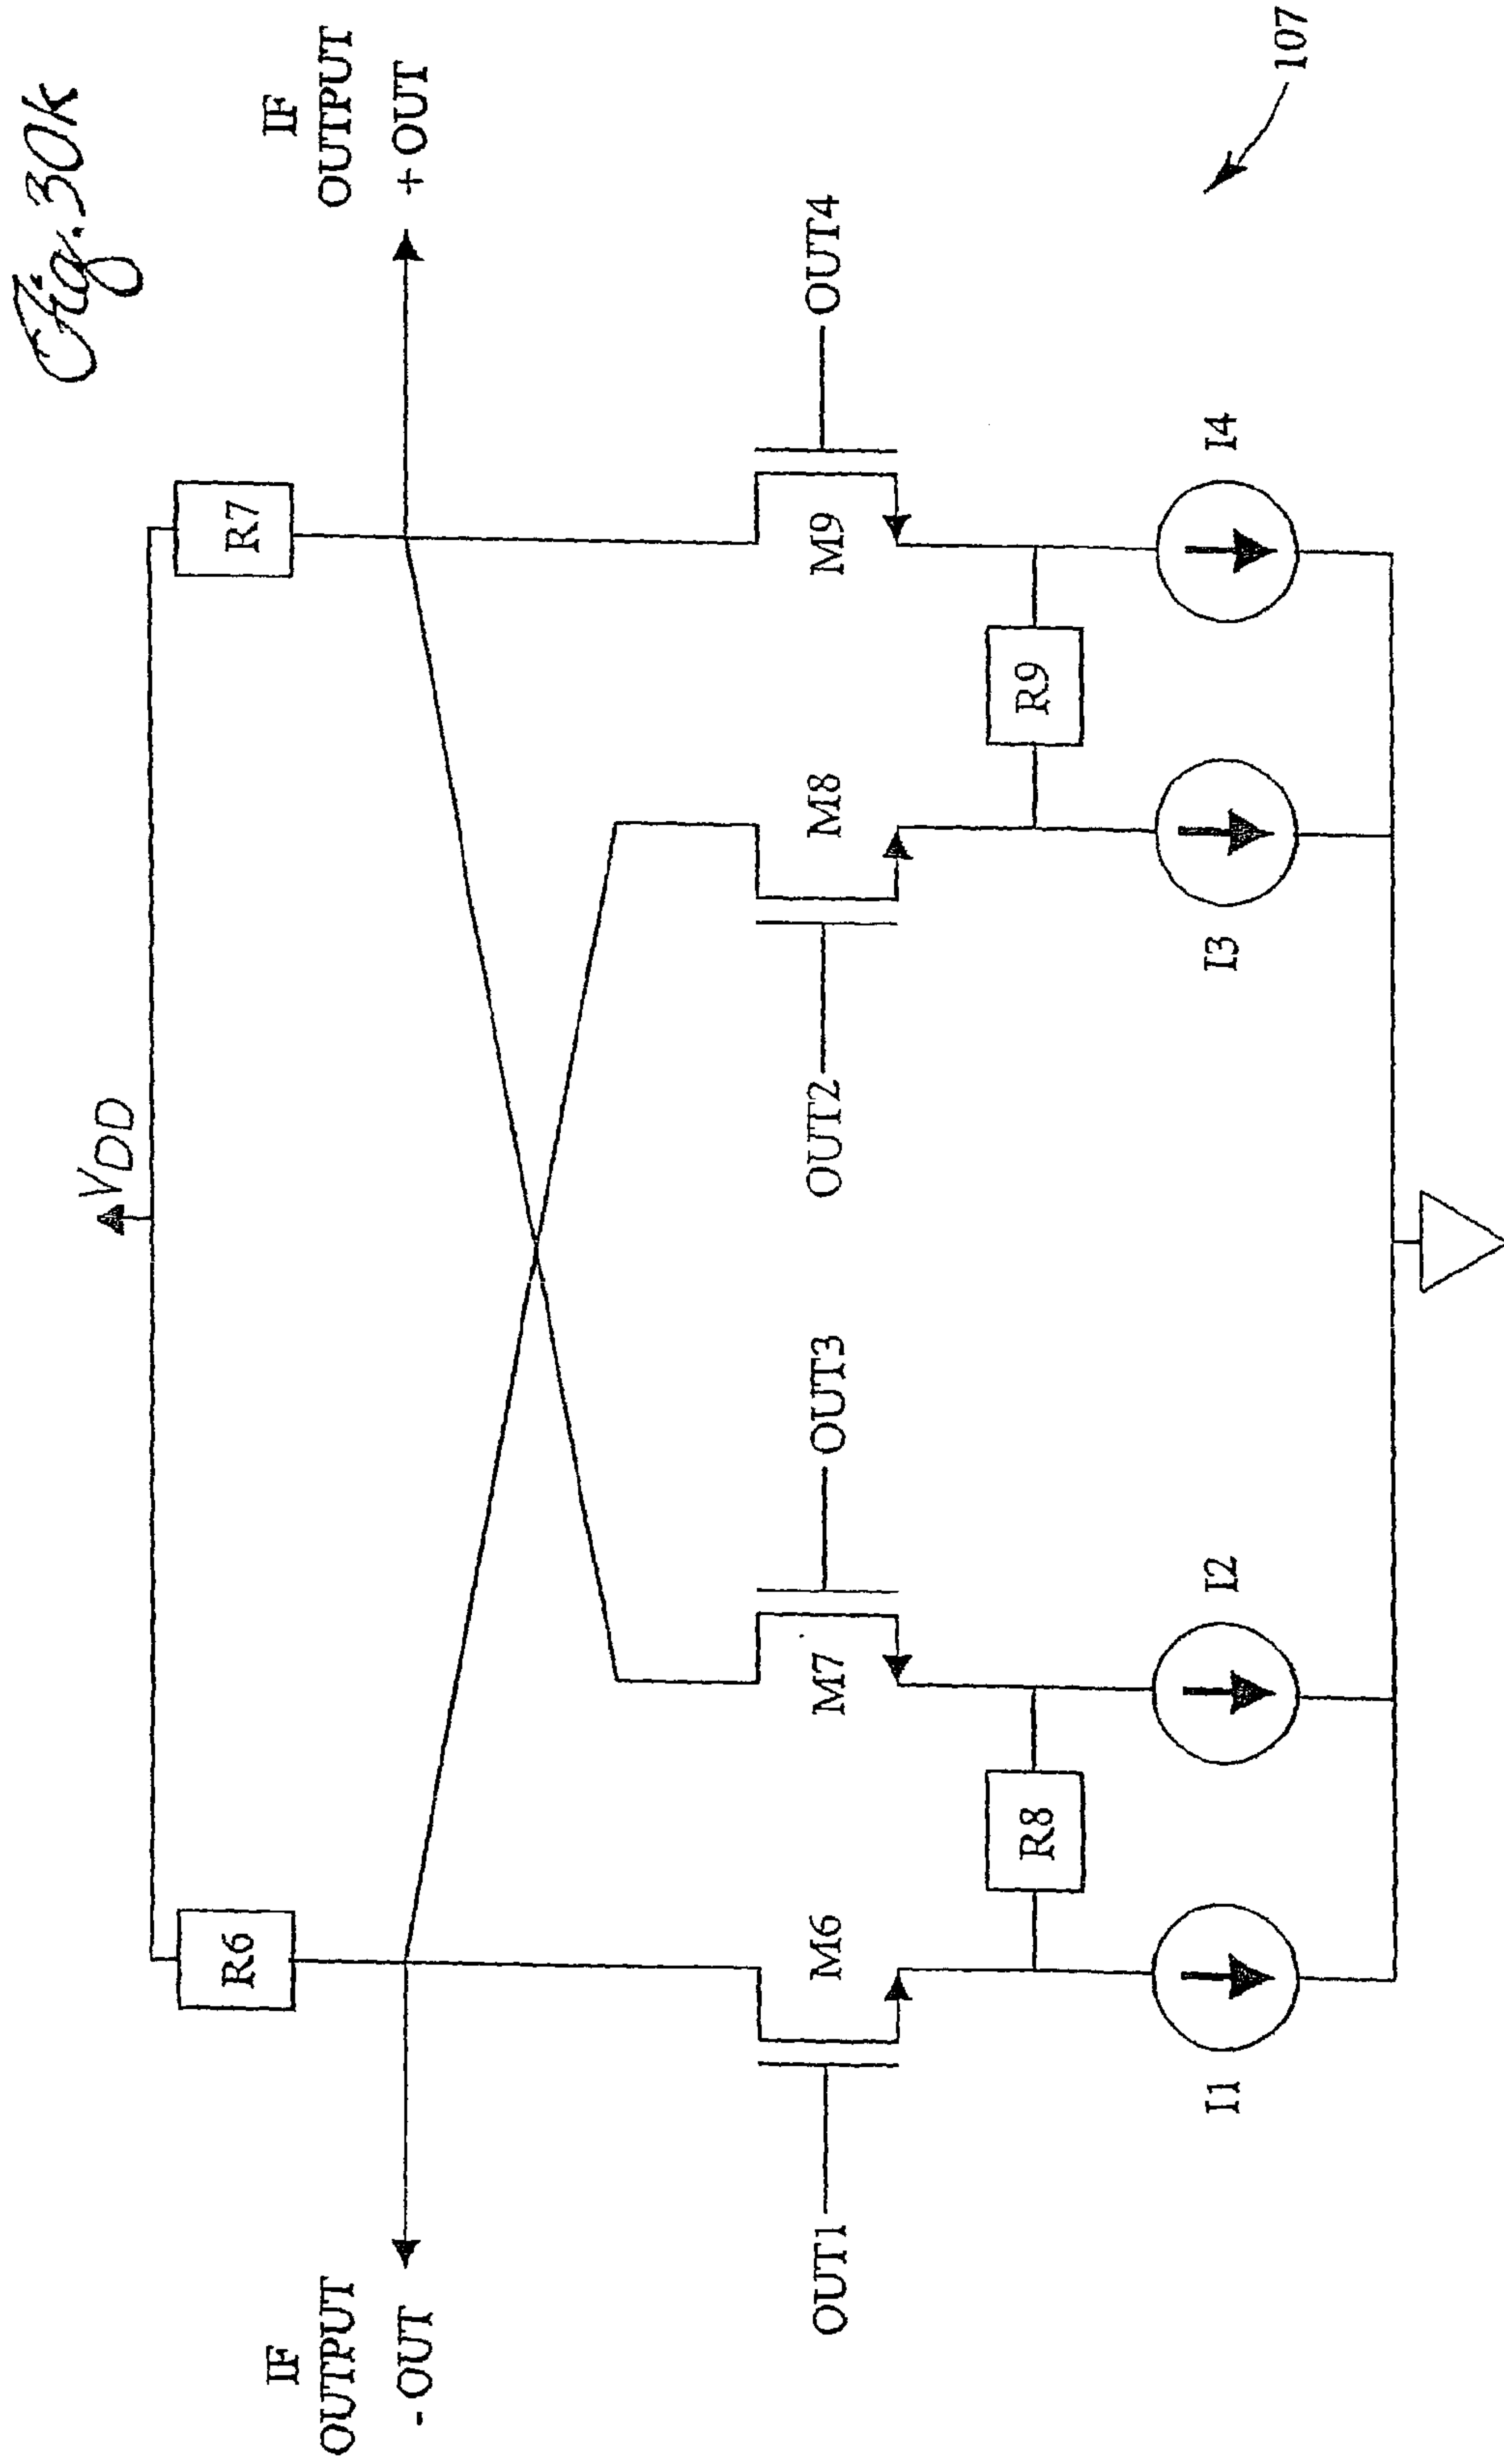 Fig. 30k
VDD
R6
R7
IF
OUTPUT
- OUT
IF
OUTPUT
+ OUT
OUT1
M6
M7
OUT3
OUT2
M8
M9
OUT4
R8
R9
I1
I2
I3
I4
107